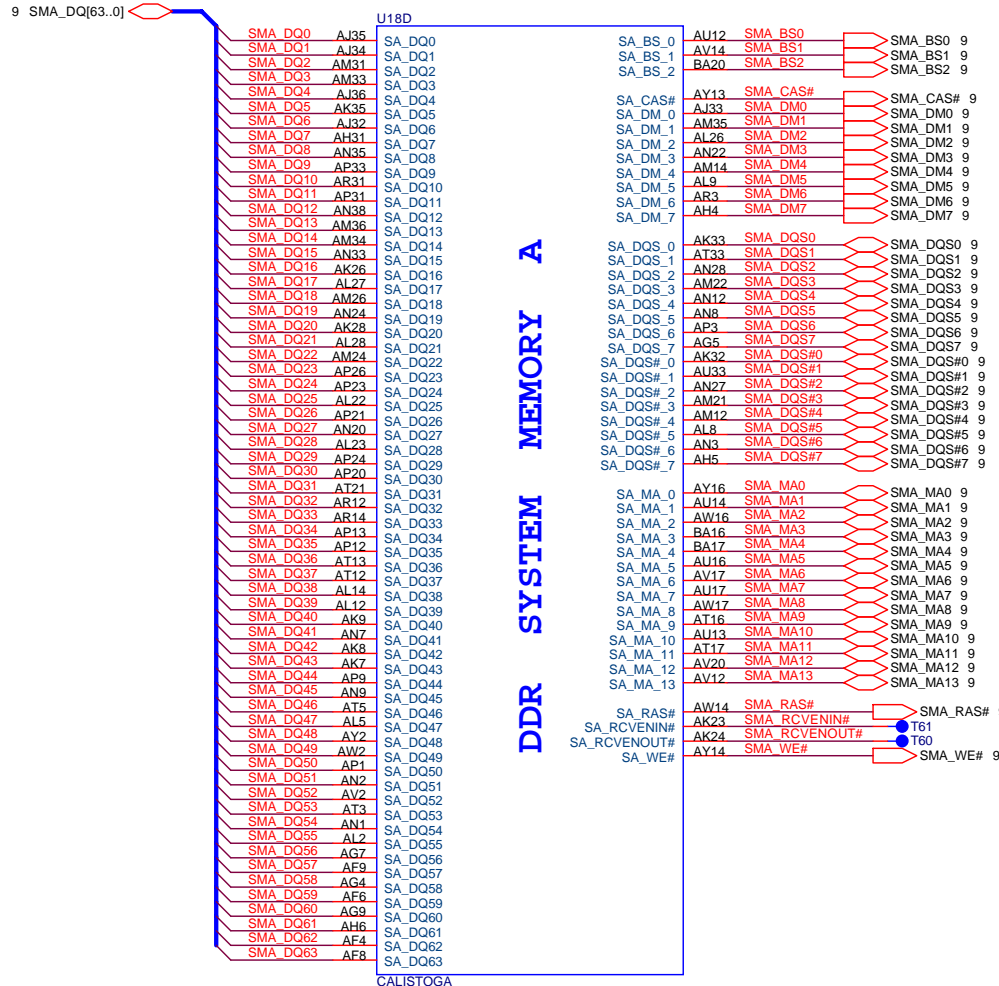 9 SMA_DQ[63..0]
U18D
SMA_DQ0 AJ35 SA_DQ0
SMA_DQ1 AJ34 SA_DQ1
SMA_DQ2 AM31 SA_DQ2
SMA_DQ3 AM33 SA_DQ3
SMA_DQ4 AJ36 SA_DQ4
SMA_DQ5 AK35 SA_DQ5
SMA_DQ6 AJ32 SA_DQ6
SMA_DQ7 AH31 SA_DQ7
SMA_DQ8 AN35 SA_DQ8
SMA_DQ9 AP33 SA_DQ9
SMA_DQ10 AR31 SA_DQ10
SMA_DQ11 AP31 SA_DQ11
SMA_DQ12 AN38 SA_DQ12
SMA_DQ13 AM36 SA_DQ13
SMA_DQ14 AM34 SA_DQ14
SMA_DQ15 AN33 SA_DQ15
SMA_DQ16 AK26 SA_DQ16
SMA_DQ17 AL27 SA_DQ17
SMA_DQ18 AM26 SA_DQ18
SMA_DQ19 AN24 SA_DQ19
SMA_DQ20 AK28 SA_DQ20
SMA_DQ21 AL28 SA_DQ21
SMA_DQ22 AM24 SA_DQ22
SMA_DQ23 AP26 SA_DQ23
SMA_DQ24 AP23 SA_DQ24
SMA_DQ25 AL22 SA_DQ25
SMA_DQ26 AP21 SA_DQ26
SMA_DQ27 AN20 SA_DQ27
SMA_DQ28 AL23 SA_DQ28
SMA_DQ29 AP24 SA_DQ29
SMA_DQ30 AP20 SA_DQ30
SMA_DQ31 AT21 SA_DQ31
SMA_DQ32 AR12 SA_DQ32
SMA_DQ33 AR14 SA_DQ33
SMA_DQ34 AP13 SA_DQ34
SMA_DQ35 AP12 SA_DQ35
SMA_DQ36 AT13 SA_DQ36
SMA_DQ37 AT12 SA_DQ37
SMA_DQ38 AL14 SA_DQ38
SMA_DQ39 AL12 SA_DQ39
SMA_DQ40 AK9 SA_DQ40
SMA_DQ41 AN7 SA_DQ41
SMA_DQ42 AK8 SA_DQ42
SMA_DQ43 AK7 SA_DQ43
SMA_DQ44 AP9 SA_DQ44
SMA_DQ45 AN9 SA_DQ45
SMA_DQ46 AT5 SA_DQ46
SMA_DQ47 AL5 SA_DQ47
SMA_DQ48 AY2 SA_DQ48
SMA_DQ49 AW2 SA_DQ49
SMA_DQ50 AP1 SA_DQ50
SMA_DQ51 AN2 SA_DQ51
SMA_DQ52 AV2 SA_DQ52
SMA_DQ53 AT3 SA_DQ53
SMA_DQ54 AN1 SA_DQ54
SMA_DQ55 AL2 SA_DQ55
SMA_DQ56 AG7 SA_DQ56
SMA_DQ57 AF9 SA_DQ57
SMA_DQ58 AG4 SA_DQ58
SMA_DQ59 AF6 SA_DQ59
SMA_DQ60 AG9 SA_DQ60
SMA_DQ61 AH6 SA_DQ61
SMA_DQ62 AF4 SA_DQ62
SMA_DQ63 AF8 SA_DQ63
DDR SYSTEM MEMORY A
SA_BS_0 AU12 SMA_BS0 SMA_BS0 9
SA_BS_1 AV14 SMA_BS1 SMA_BS1 9
SA_BS_2 BA20 SMA_BS2 SMA_BS2 9
SA_CAS# AY13 SMA_CAS# SMA_CAS# 9
SA_DM_0 AJ33 SMA_DM0 SMA_DM0 9
SA_DM_1 AM35 SMA_DM1 SMA_DM1 9
SA_DM_2 AL26 SMA_DM2 SMA_DM2 9
SA_DM_3 AN22 SMA_DM3 SMA_DM3 9
SA_DM_4 AM14 SMA_DM4 SMA_DM4 9
SA_DM_5 AL9 SMA_DM5 SMA_DM5 9
SA_DM_6 AR3 SMA_DM6 SMA_DM6 9
SA_DM_7 AH4 SMA_DM7 SMA_DM7 9
SA_DQS_0 AK33 SMA_DQS0 SMA_DQS0 9
SA_DQS_1 AT33 SMA_DQS1 SMA_DQS1 9
SA_DQS_2 AN28 SMA_DQS2 SMA_DQS2 9
SA_DQS_3 AM22 SMA_DQS3 SMA_DQS3 9
SA_DQS_4 AN12 SMA_DQS4 SMA_DQS4 9
SA_DQS_5 AN8 SMA_DQS5 SMA_DQS5 9
SA_DQS_6 AP3 SMA_DQS6 SMA_DQS6 9
SA_DQS_7 AG5 SMA_DQS7 SMA_DQS7 9
SA_DQS#_0 AK32 SMA_DQS#0 SMA_DQS#0 9
SA_DQS#_1 AU33 SMA_DQS#1 SMA_DQS#1 9
SA_DQS#_2 AN27 SMA_DQS#2 SMA_DQS#2 9
SA_DQS#_3 AM21 SMA_DQS#3 SMA_DQS#3 9
SA_DQS#_4 AM12 SMA_DQS#4 SMA_DQS#4 9
SA_DQS#_5 AL8 SMA_DQS#5 SMA_DQS#5 9
SA_DQS#_6 AN3 SMA_DQS#6 SMA_DQS#6 9
SA_DQS#_7 AH5 SMA_DQS#7 SMA_DQS#7 9
SA_MA_0 AY16 SMA_MA0 SMA_MA0 9
SA_MA_1 AU14 SMA_MA1 SMA_MA1 9
SA_MA_2 AW16 SMA_MA2 SMA_MA2 9
SA_MA_3 BA16 SMA_MA3 SMA_MA3 9
SA_MA_4 BA17 SMA_MA4 SMA_MA4 9
SA_MA_5 AU16 SMA_MA5 SMA_MA5 9
SA_MA_6 AV17 SMA_MA6 SMA_MA6 9
SA_MA_7 AU17 SMA_MA7 SMA_MA7 9
SA_MA_8 AW17 SMA_MA8 SMA_MA8 9
SA_MA_9 AT16 SMA_MA9 SMA_MA9 9
SA_MA_10 AU13 SMA_MA10 SMA_MA10 9
SA_MA_11 AT17 SMA_MA11 SMA_MA11 9
SA_MA_12 AV20 SMA_MA12 SMA_MA12 9
SA_MA_13 AV12 SMA_MA13 SMA_MA13 9
SA_RAS# AW14 SMA_RAS# SMA_RAS#
SA_RCVENIN# AK23 SMA_RCVENIN# T61
SA_RCVENOUT# AK24 SMA_RCVENOUT# T60
SA_WE# AY14 SMA_WE# SMA_WE# 9
CALISTOGA